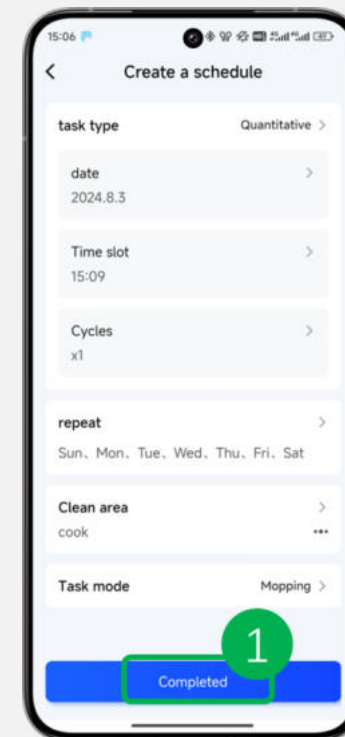 15:06
Create a schedule
task type Quantitative
date
2024.8.3
Time slot
15:09
Cycles
x1
repeat
Sun、Mon、Tue、Wed、Thu、Fri、Sat
Clean area
cook
Task mode Mopping
1
Completed